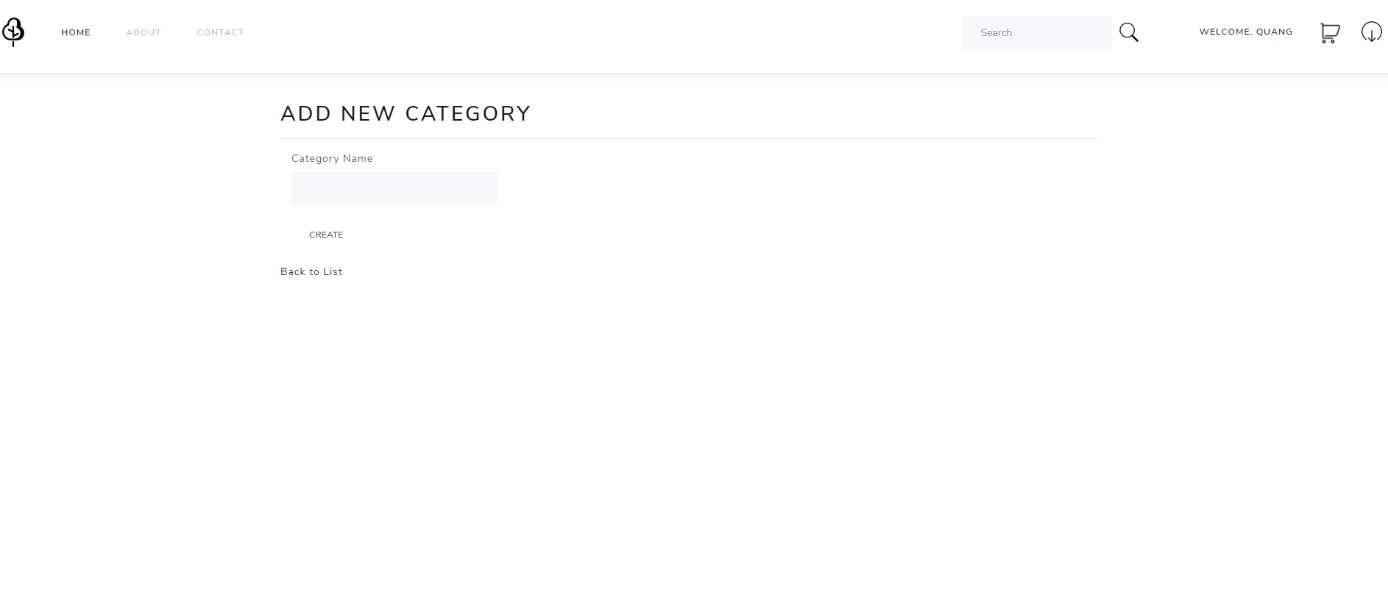 HOME ABOUT CONTACT Search WELCOME, QUANG
ADD NEW CATEGORY
Category Name
CREATE
Back to List